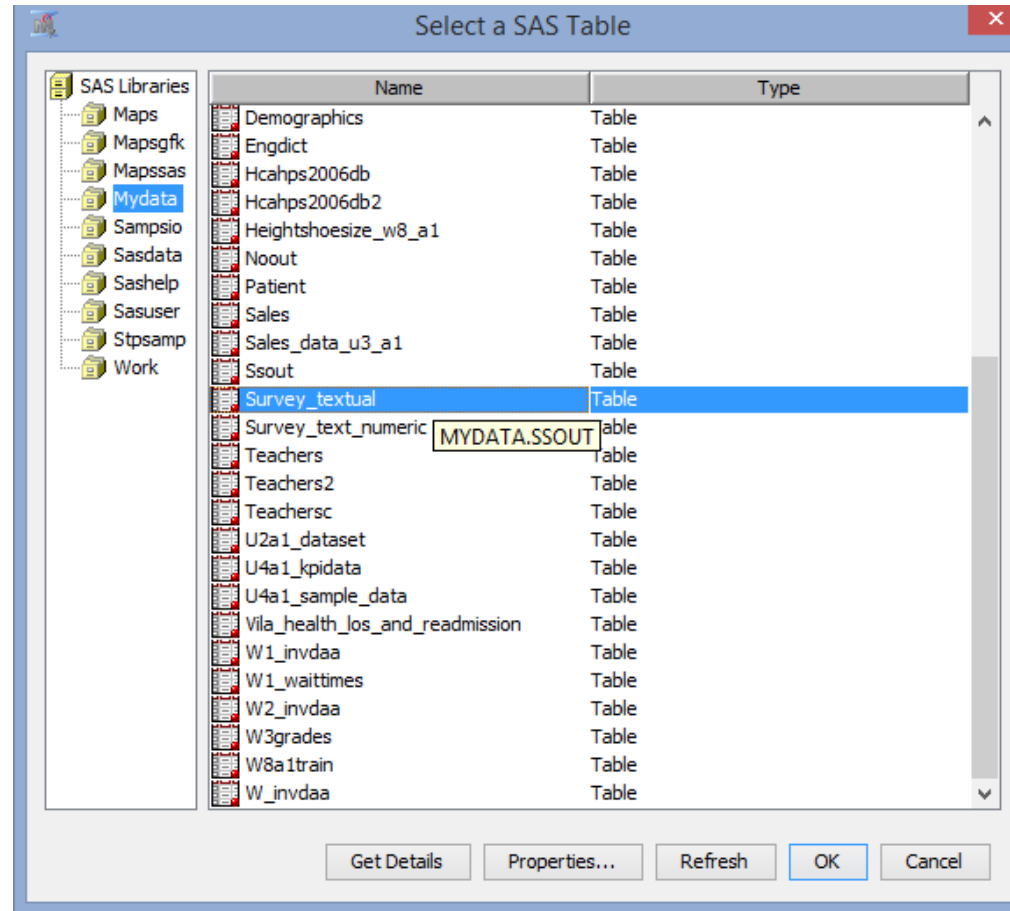 Select a SAS Table
SAS Libraries
Maps
Mapsgfk
Mapssas
Mydata
Sampsio
Sasdata
Sashelp
Sasuser
Stpsamp
Work
Name Type
Demographics Table
Engdict Table
Hcahps2006db Table
Hcahps2006db2 Table
Heightshoesize_w8_a1 Table
Noout Table
Patient Table
Sales Table
Sales_data_u3_a1 Table
Ssout Table
Survey_textual Table
Survey_text_numeric able
MYDATA.SSOUT
Teachers Table
Teachers2 Table
Teachersc Table
U2a1_dataset Table
U4a1_kpidata Table
U4a1_sample_data Table
Vila_health_los_and_readmission Table
W1_invdaa Table
W1_waittimes Table
W2_invdaa Table
W3grades Table
W8a1train Table
W_invdaa Table
Get Details Properties... Refresh OK Cancel